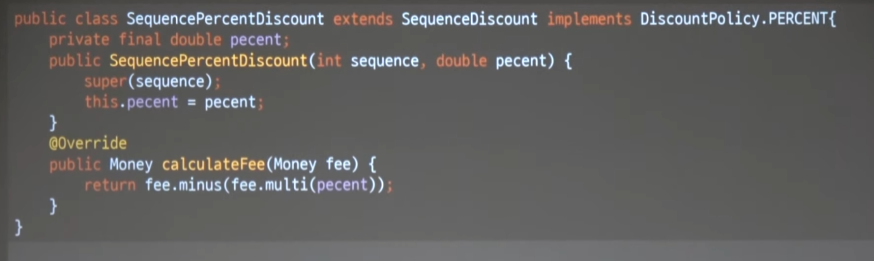 public class SequencePercentDiscount extends SequenceDiscount implements DiscountPolicy.PERCENT{
    private final double pecent;
    public SequencePercentDiscount(int sequence, double pecent) {
        super(sequence);
        this.pecent = pecent;
    }
    @Override
    public Money calculateFee(Money fee) {
        return fee.minus(fee.multi(pecent));
    }
}